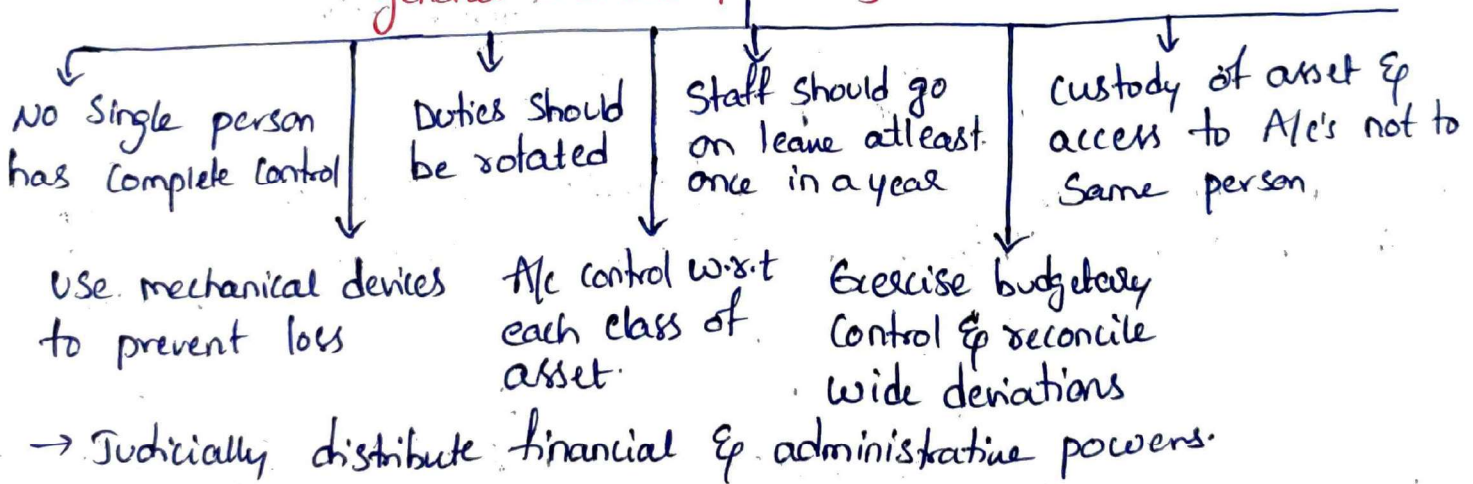 No Single person
has Complete Control
Duties Should
be rotated
Staff should go
on leave atleast
once in a year
Custody of asset &
access to A/c's not to
Same person.
Use mechanical devices
to prevent loss
A/c control w.r.t
each class of
asset.
Exercise budgetary
Control & reconcile
wide deviations
→ Judicially distribute financial & administrative powers.